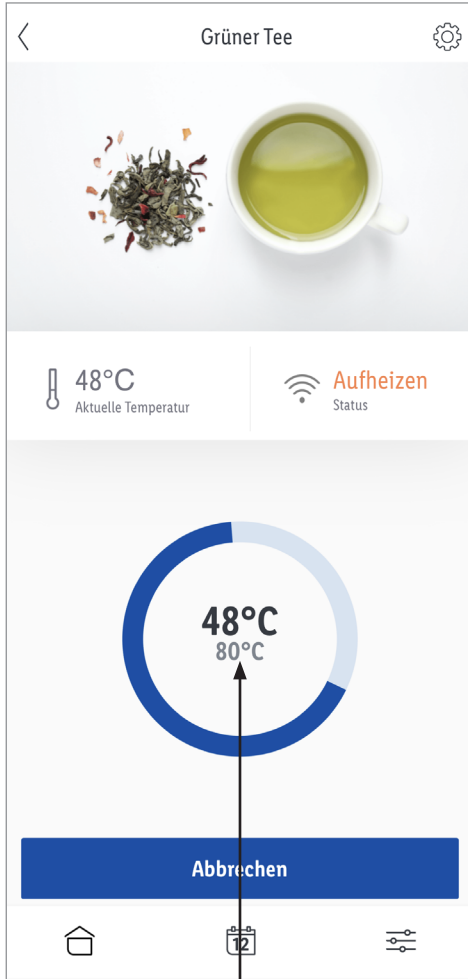 Grüner Tee
48°C
Aktuelle Temperatur
Aufheizen
Status
48°C
80°C
Abbrechen
12